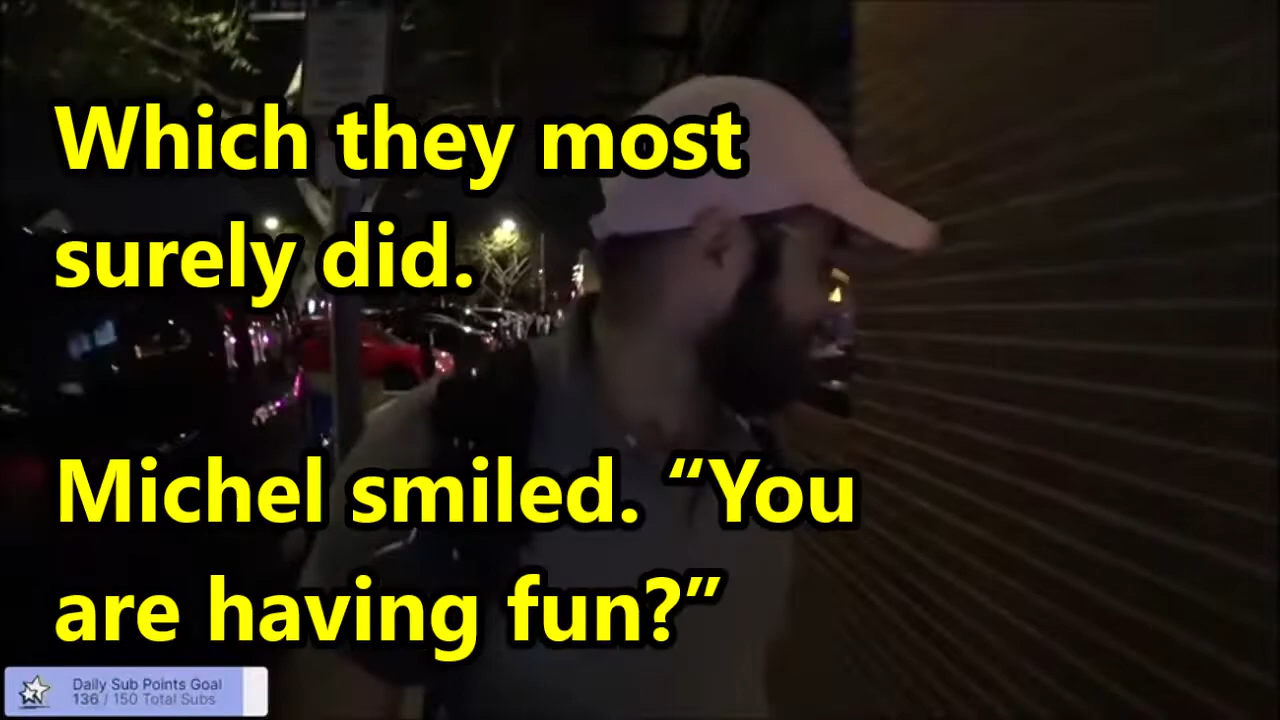 Which they most
surely did.
Michel smiled. “You
are having fun?”
Daily Sub Points Goal
136 / 150 Total Subs